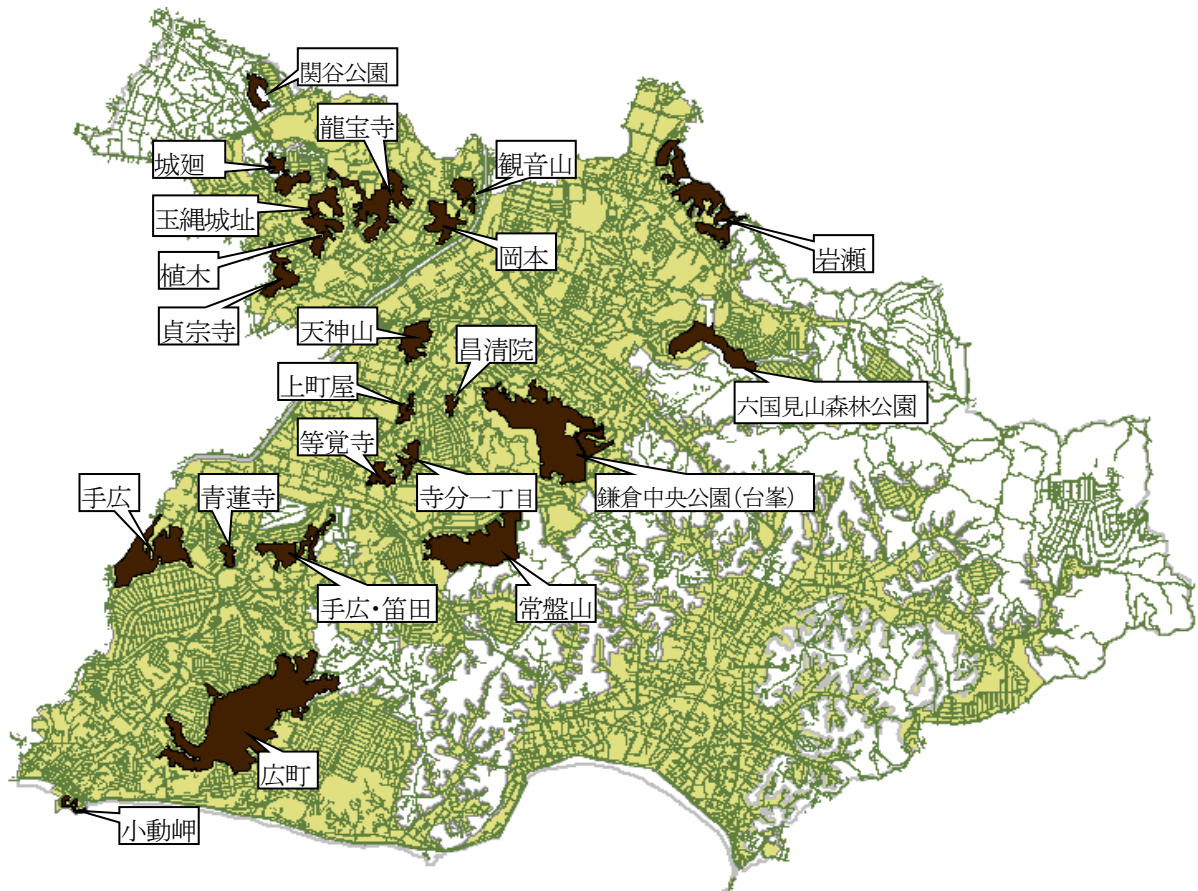 関谷公園
龍宝寺
城廻
観音山
玉縄城址
植木
岡本
岩瀬
貞宗寺
天神山
昌清院
上町屋
六国見山森林公園
等覚寺
手広
青蓮寺
寺分一丁目
鎌倉中央公園(台峯)
手広・笛田
常盤山
広町
小動岬